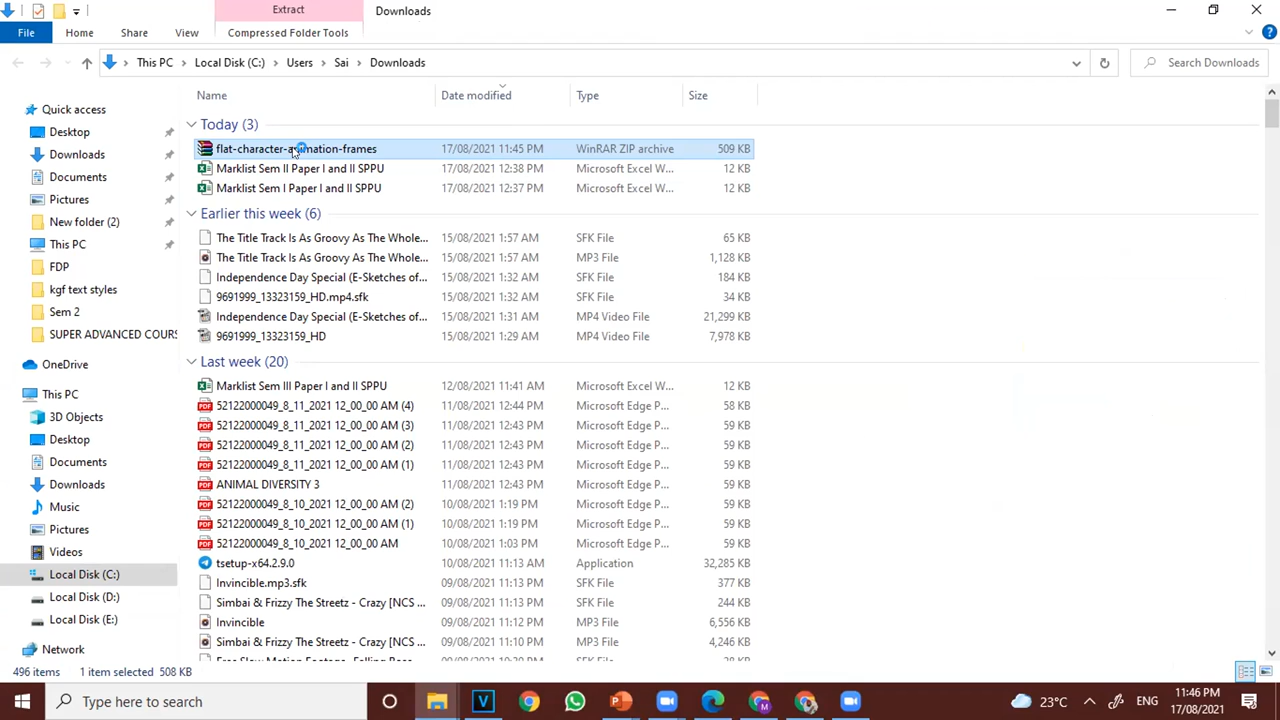 Extract
Downloads
File
Home
Share
View
Compressed Folder Tools
This PC > Local Disk (C:) > Users > Sai > Downloads
Search Downloads
Name
Date modified
Type
Size
Quick access
Desktop
Downloads
Documents
Pictures
New folder (2)
This PC
FDP
kgf text styles
Sem 2
SUPER ADVANCED COURS
OneDrive
This PC
3D Objects
Desktop
Documents
Downloads
Music
Pictures
Videos
Local Disk (C:)
Local Disk (D:)
Local Disk (E:)
Network
Today (3)
flat-character-animation-frames 17/08/2021 11:45 PM WinRAR ZIP archive 509 KB
Marklist Sem II Paper I and II SPPU 17/08/2021 12:38 PM Microsoft Excel W... 12 KB
Marklist Sem I Paper I and II SPPU 17/08/2021 12:37 PM Microsoft Excel W... 12 KB
Earlier this week (6)
The Title Track Is As Groovy As The Whole... 15/08/2021 1:57 AM SFK File 65 KB
The Title Track Is As Groovy As The Whole... 15/08/2021 1:57 AM MP3 File 1,128 KB
Independence Day Special (E-Sketches of... 15/08/2021 1:32 AM SFK File 184 KB
9691999_13323159_HD.mp4.sfk 15/08/2021 1:32 AM SFK File 34 KB
Independence Day Special (E-Sketches of... 15/08/2021 1:31 AM MP4 Video File 21,299 KB
9691999_13323159_HD 15/08/2021 1:29 AM MP4 Video File 7,978 KB
Last week (20)
Marklist Sem III Paper I and II SPPU 12/08/2021 11:41 AM Microsoft Excel W... 12 KB
52122000049_8_11_2021 12_00_00 AM (4) 11/08/2021 12:44 PM Microsoft Edge P... 58 KB
52122000049_8_11_2021 12_00_00 AM (3) 11/08/2021 12:43 PM Microsoft Edge P... 59 KB
52122000049_8_11_2021 12_00_00 AM (2) 11/08/2021 12:43 PM Microsoft Edge P... 59 KB
52122000049_8_11_2021 12_00_00 AM (1) 11/08/2021 12:43 PM Microsoft Edge P... 59 KB
ANIMAL DIVERSITY 3 11/08/2021 12:43 PM Microsoft Edge P... 59 KB
52122000049_8_10_2021 12_00_00 AM (2) 10/08/2021 1:19 PM Microsoft Edge P... 59 KB
52122000049_8_10_2021 12_00_00 AM (1) 10/08/2021 1:19 PM Microsoft Edge P... 59 KB
52122000049_8_10_2021 12_00_00 AM 10/08/2021 1:03 PM Microsoft Edge P... 59 KB
tsetup-x64.2.9.0 10/08/2021 11:13 AM Application 32,285 KB
Invincible.mp3.sfk 09/08/2021 11:13 PM SFK File 377 KB
Simbai & Frizzy The Streetz - Crazy [NCS ... 09/08/2021 11:13 PM SFK File 244 KB
Invincible 09/08/2021 11:12 PM MP3 File 6,556 KB
Simbai & Frizzy The Streetz - Crazy [NCS ... 09/08/2021 11:10 PM MP3 File 4,246 KB
496 items 1 item selected 508 KB
Type here to search
23°C
ENG
11:46 PM
17/08/2021